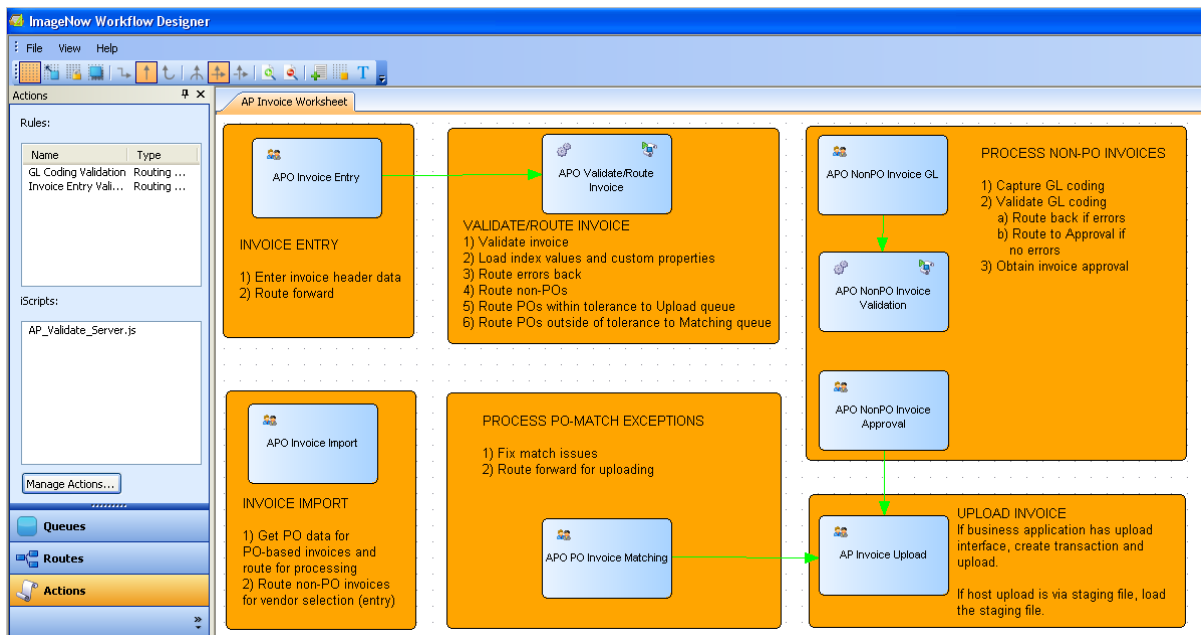 ImageNow Workflow Designer
File View Help
Actions
AP Invoice Worksheet
Rules:
Name Type
GL Coding Validation Routing ...
Invoice Entry Vali... Routing ...
iScripts:
AP_Validate_Server.js
Manage Actions...
Queues
Routes
Actions
APO Invoice Entry
INVOICE ENTRY
1) Enter invoice header data
2) Route forward
APO Validate/Route
Invoice
VALIDATE/ROUTE INVOICE
1) Validate invoice
2) Load index values and custom properties
3) Route errors back
4) Route non-POs
5) Route POs within tolerance to Upload queue
6) Route POs outside of tolerance to Matching queue
APO NonPO Invoice GL
PROCESS NON-PO INVOICES
1) Capture GL coding
2) Validate GL coding
a) Route back if errors
b) Route to Approval if
no errors
3) Obtain invoice approval
APO NonPO Invoice
Validation
APO NonPO Invoice
Approval
APO Invoice Import
INVOICE IMPORT
1) Get PO data for
PO-based invoices and
route for processing
2) Route non-PO invoices
for vendor selection (entry)
PROCESS PO-MATCH EXCEPTIONS
1) Fix match issues
2) Route forward for uploading
APO PO Invoice Matching
AP Invoice Upload
UPLOAD INVOICE
If business application has upload
interface, create transaction and
upload.
If host upload is via staging file, load
the staging file.